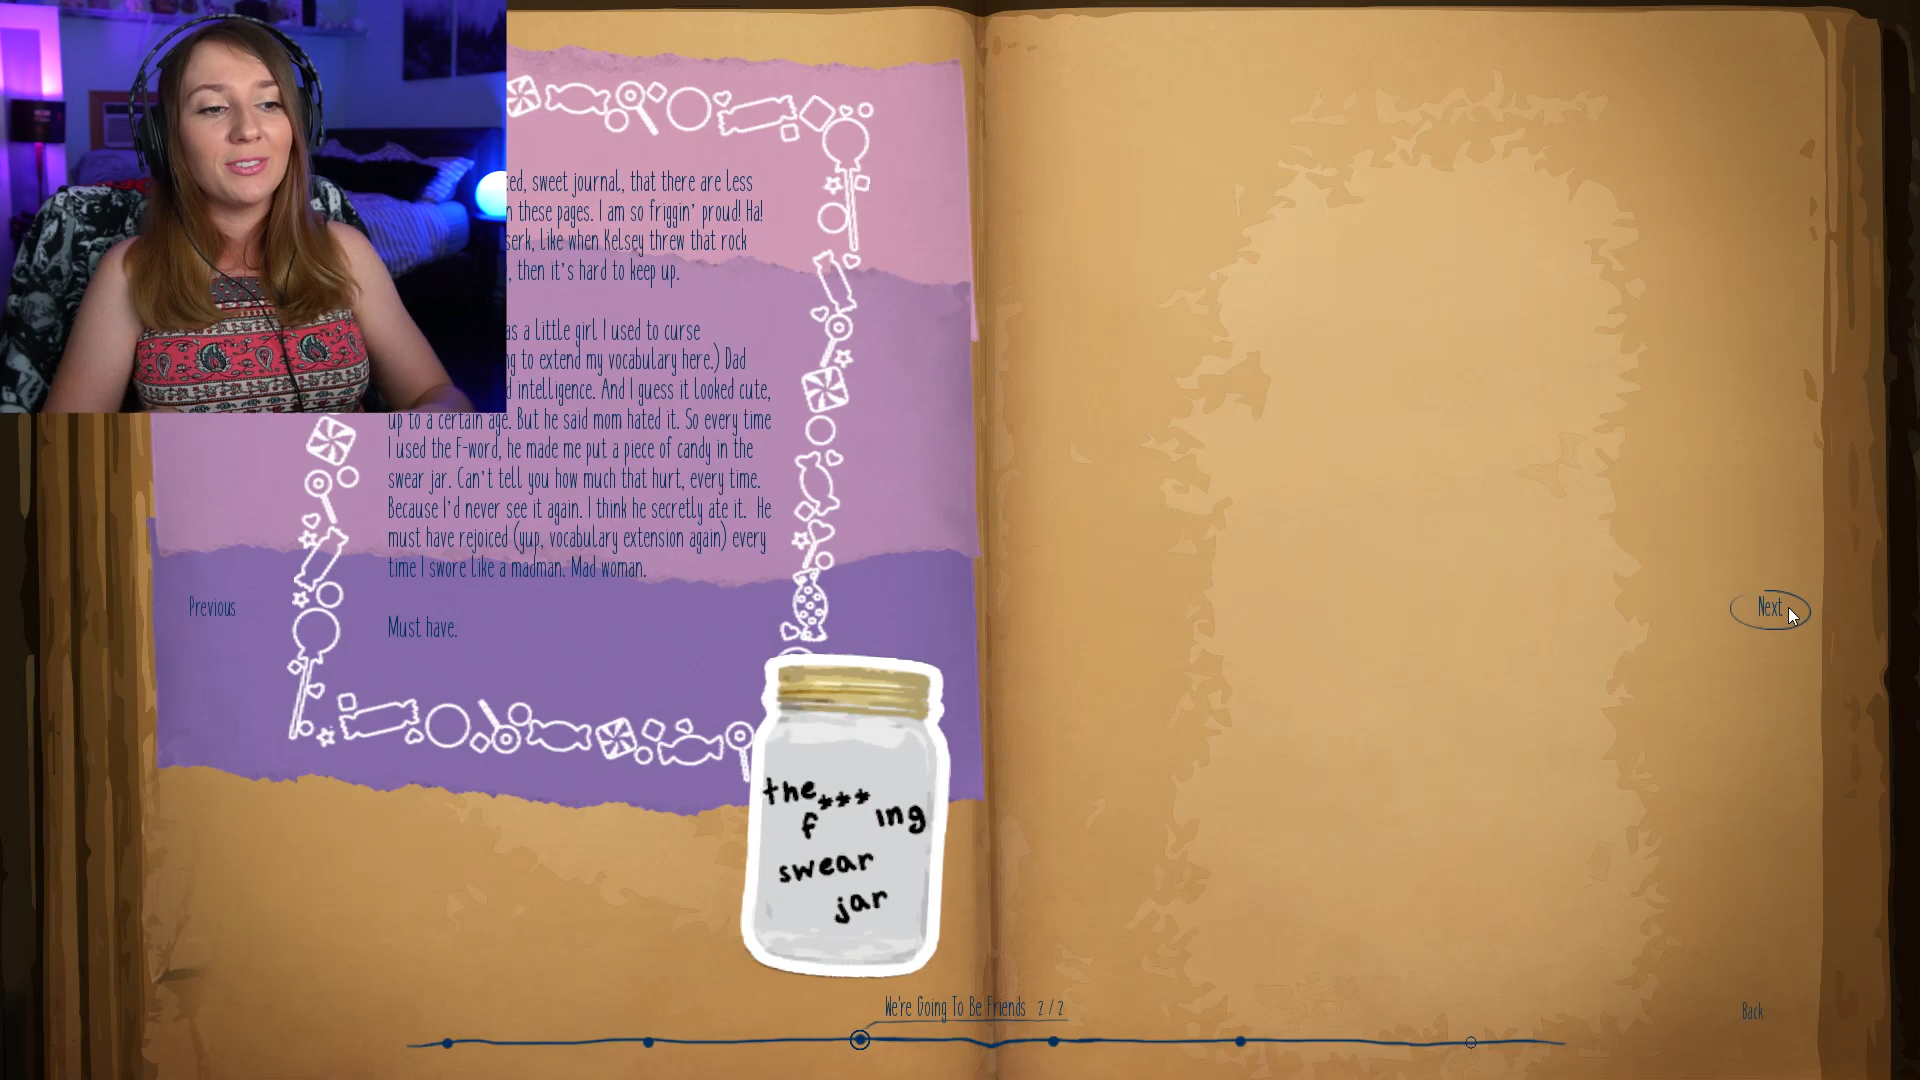 sweet journal, that there are less
these pages. I am so friggin' proud! Ha!
like when Kelsey threw that rock
then it's hard to keep up.
as a little girl I used to curse
to extend my vocabulary here.) Dad
intelligence. And I guess it looked cute,
up to a certain age. But he said mom hated it. So every time
I used the F-word, he made me put a piece of candy in the
swear jar. Can't tell you how much that hurt, every time.
Because I'd never see it again. I think he secretly ate it. He
must have rejoiced (yup, vocabulary extension again) every
time I swore like a madman. Mad woman.
Previous
Next
Must have.
the
f***ing
swear
jar
We're Going To Be Friends 2 / 2
Back